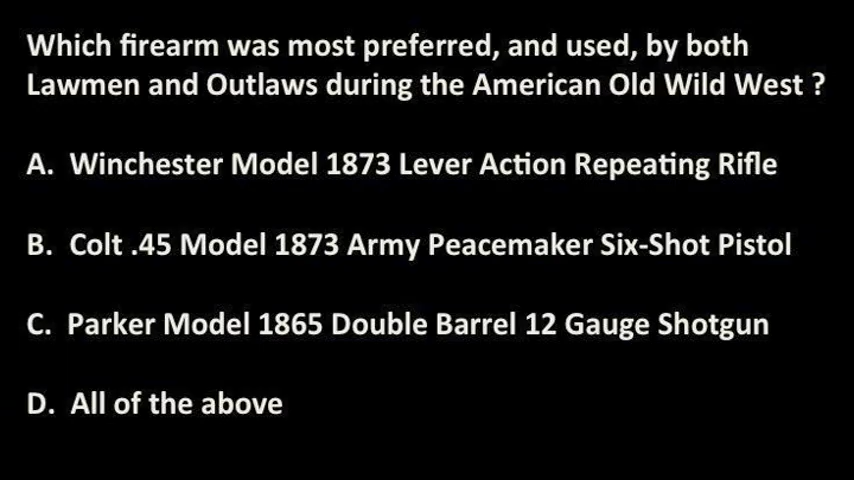 Which firearm was most preferred, and used, by both
Lawmen and Outlaws during the American Old Wild West ?
A. Winchester Model 1873 Lever Action Repeating Rifle
B. Colt .45 Model 1873 Army Peacemaker Six-Shot Pistol
C. Parker Model 1865 Double Barrel 12 Gauge Shotgun
D. All of the above